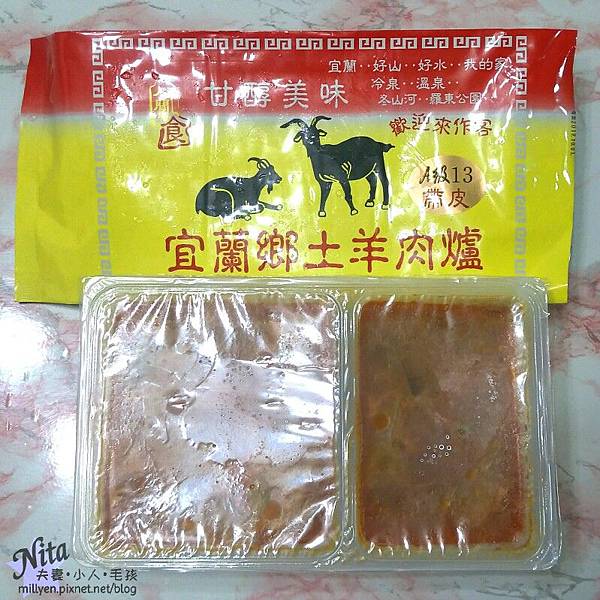 宜蘭‥好山‥好水‥我的家
甘醇美味
冷泉‥溫泉‥
冬山河‥羅東公園‥
食
歡迎來作客
A級13
帶皮
宜蘭鄉土羊肉爐
Nita
夫妻•小人•毛孩
millyen.pixnet.net/blog